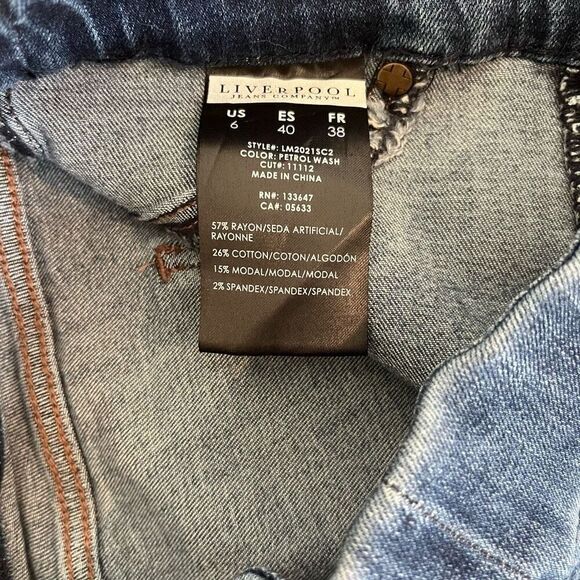 LIVERPOOL
JEANS COMPANY™
US ES FR
6 40 38
STYLE#: LM2021SC2
COLOR: PETROL WASH
CUT#: 11112
MADE IN CHINA
RN#: 133647
CA#: 05633
57% RAYON/SEDA ARTIFICIAL/
RAYONNE
26% COTTON/COTON/ALGODÓN
15% MODAL/MODAL/MODAL
2% SPANDEX/SPANDEX/SPANDEX